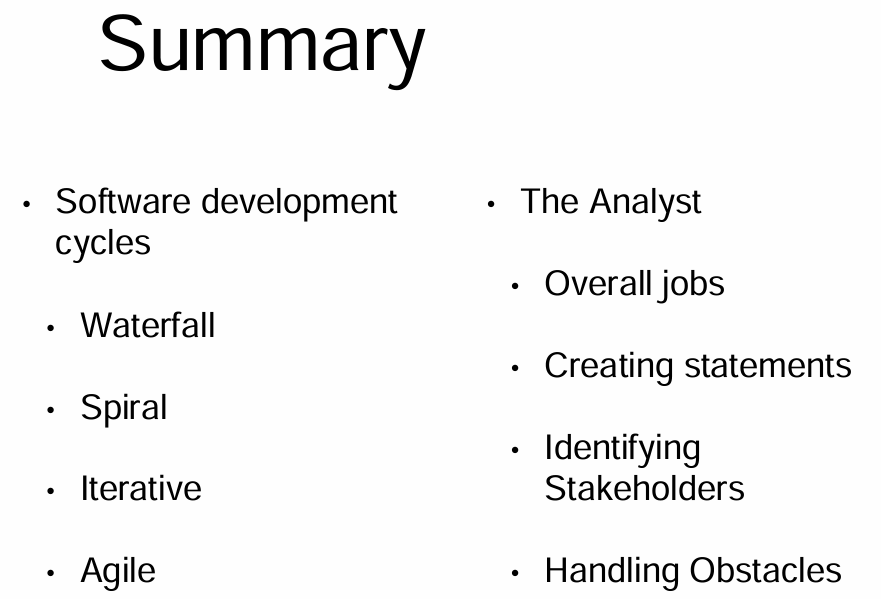 Summary
• Software development
cycles
• Waterfall
• Spiral
• Iterative
• Agile
• The Analyst
• Overall jobs
• Creating statements
• Identifying
Stakeholders
• Handling Obstacles